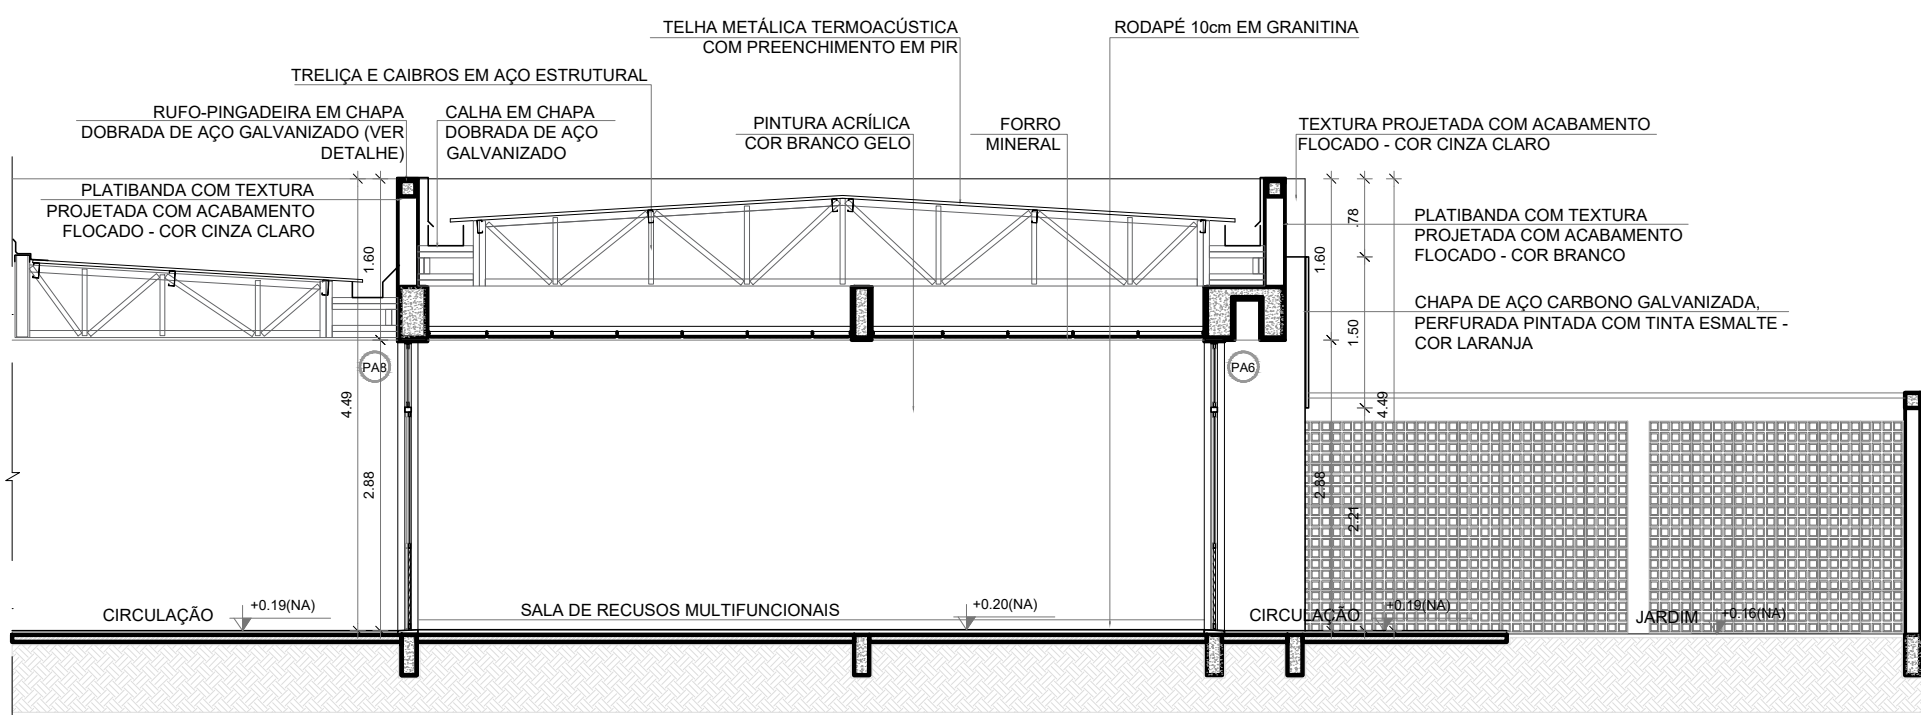 TELHA METÁLICA TERMOACÚSTICA
COM PREENCHIMENTO EM PIR
RODAPÉ 10cm EM GRANITINA
TRELIÇA E CAIBROS EM AÇO ESTRUTURAL
RUFO-PINGADEIRA EM CHAPA
DOBRADA DE AÇO GALVANIZADO (VER
DETALHE)
CALHA EM CHAPA
DOBRADA DE AÇO
GALVANIZADO
PINTURA ACRÍLICA
COR BRANCO GELO
FORRO
MINERAL
TEXTURA PROJETADA COM ACABAMENTO
FLOCADO - COR CINZA CLARO
PLATIBANDA COM TEXTURA
PROJETADA COM ACABAMENTO
FLOCADO - COR CINZA CLARO
PLATIBANDA COM TEXTURA
PROJETADA COM ACABAMENTO
FLOCADO - COR BRANCO
CHAPA DE AÇO CARBONO GALVANIZADA,
PERFURADA PINTADA COM TINTA ESMALTE -
COR LARANJA
1.60
4.49
2.88
PA8
PA6
1.60
.78
1.50
4.49
2.88
2.21
CIRCULAÇÃO
+0.19(NA)
SALA DE RECUSOS MULTIFUNCIONAIS
+0.20(NA)
CIRCULAÇÃO
+0.19(NA)
JARDIM
+0.16(NA)